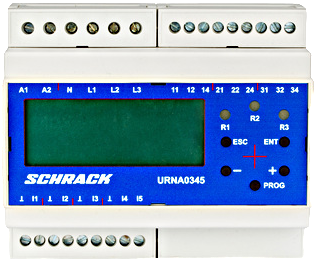 A1 A2 N L1 L2 L3 11 12 14 21 22 24 31 32 34
R1 R2 R3
ESC ENT
SCHRACK URNA0345 − +
PROG
⊥ I1 ⊥ I2 ⊥ I3 ⊥ I4 I5